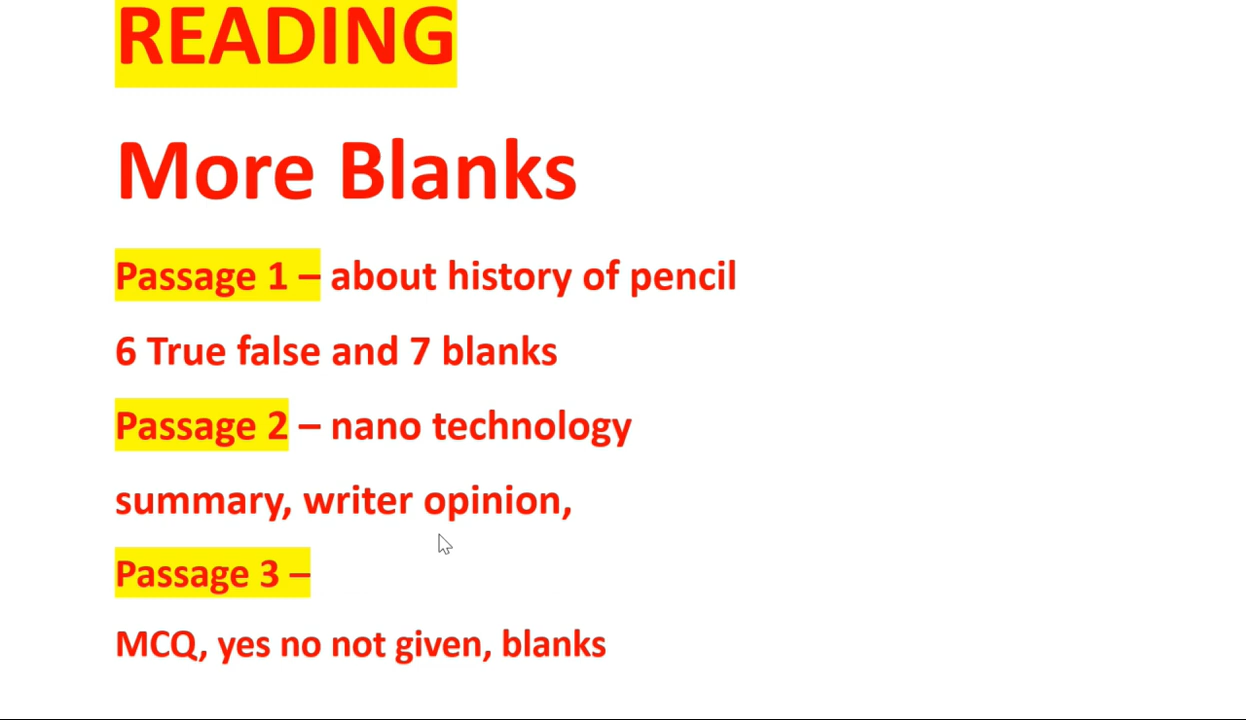 READING
More Blanks
Passage 1 – about history of pencil
6 True false and 7 blanks
Passage 2 – nano technology
summary, writer opinion,
Passage 3 –
MCQ, yes no not given, blanks